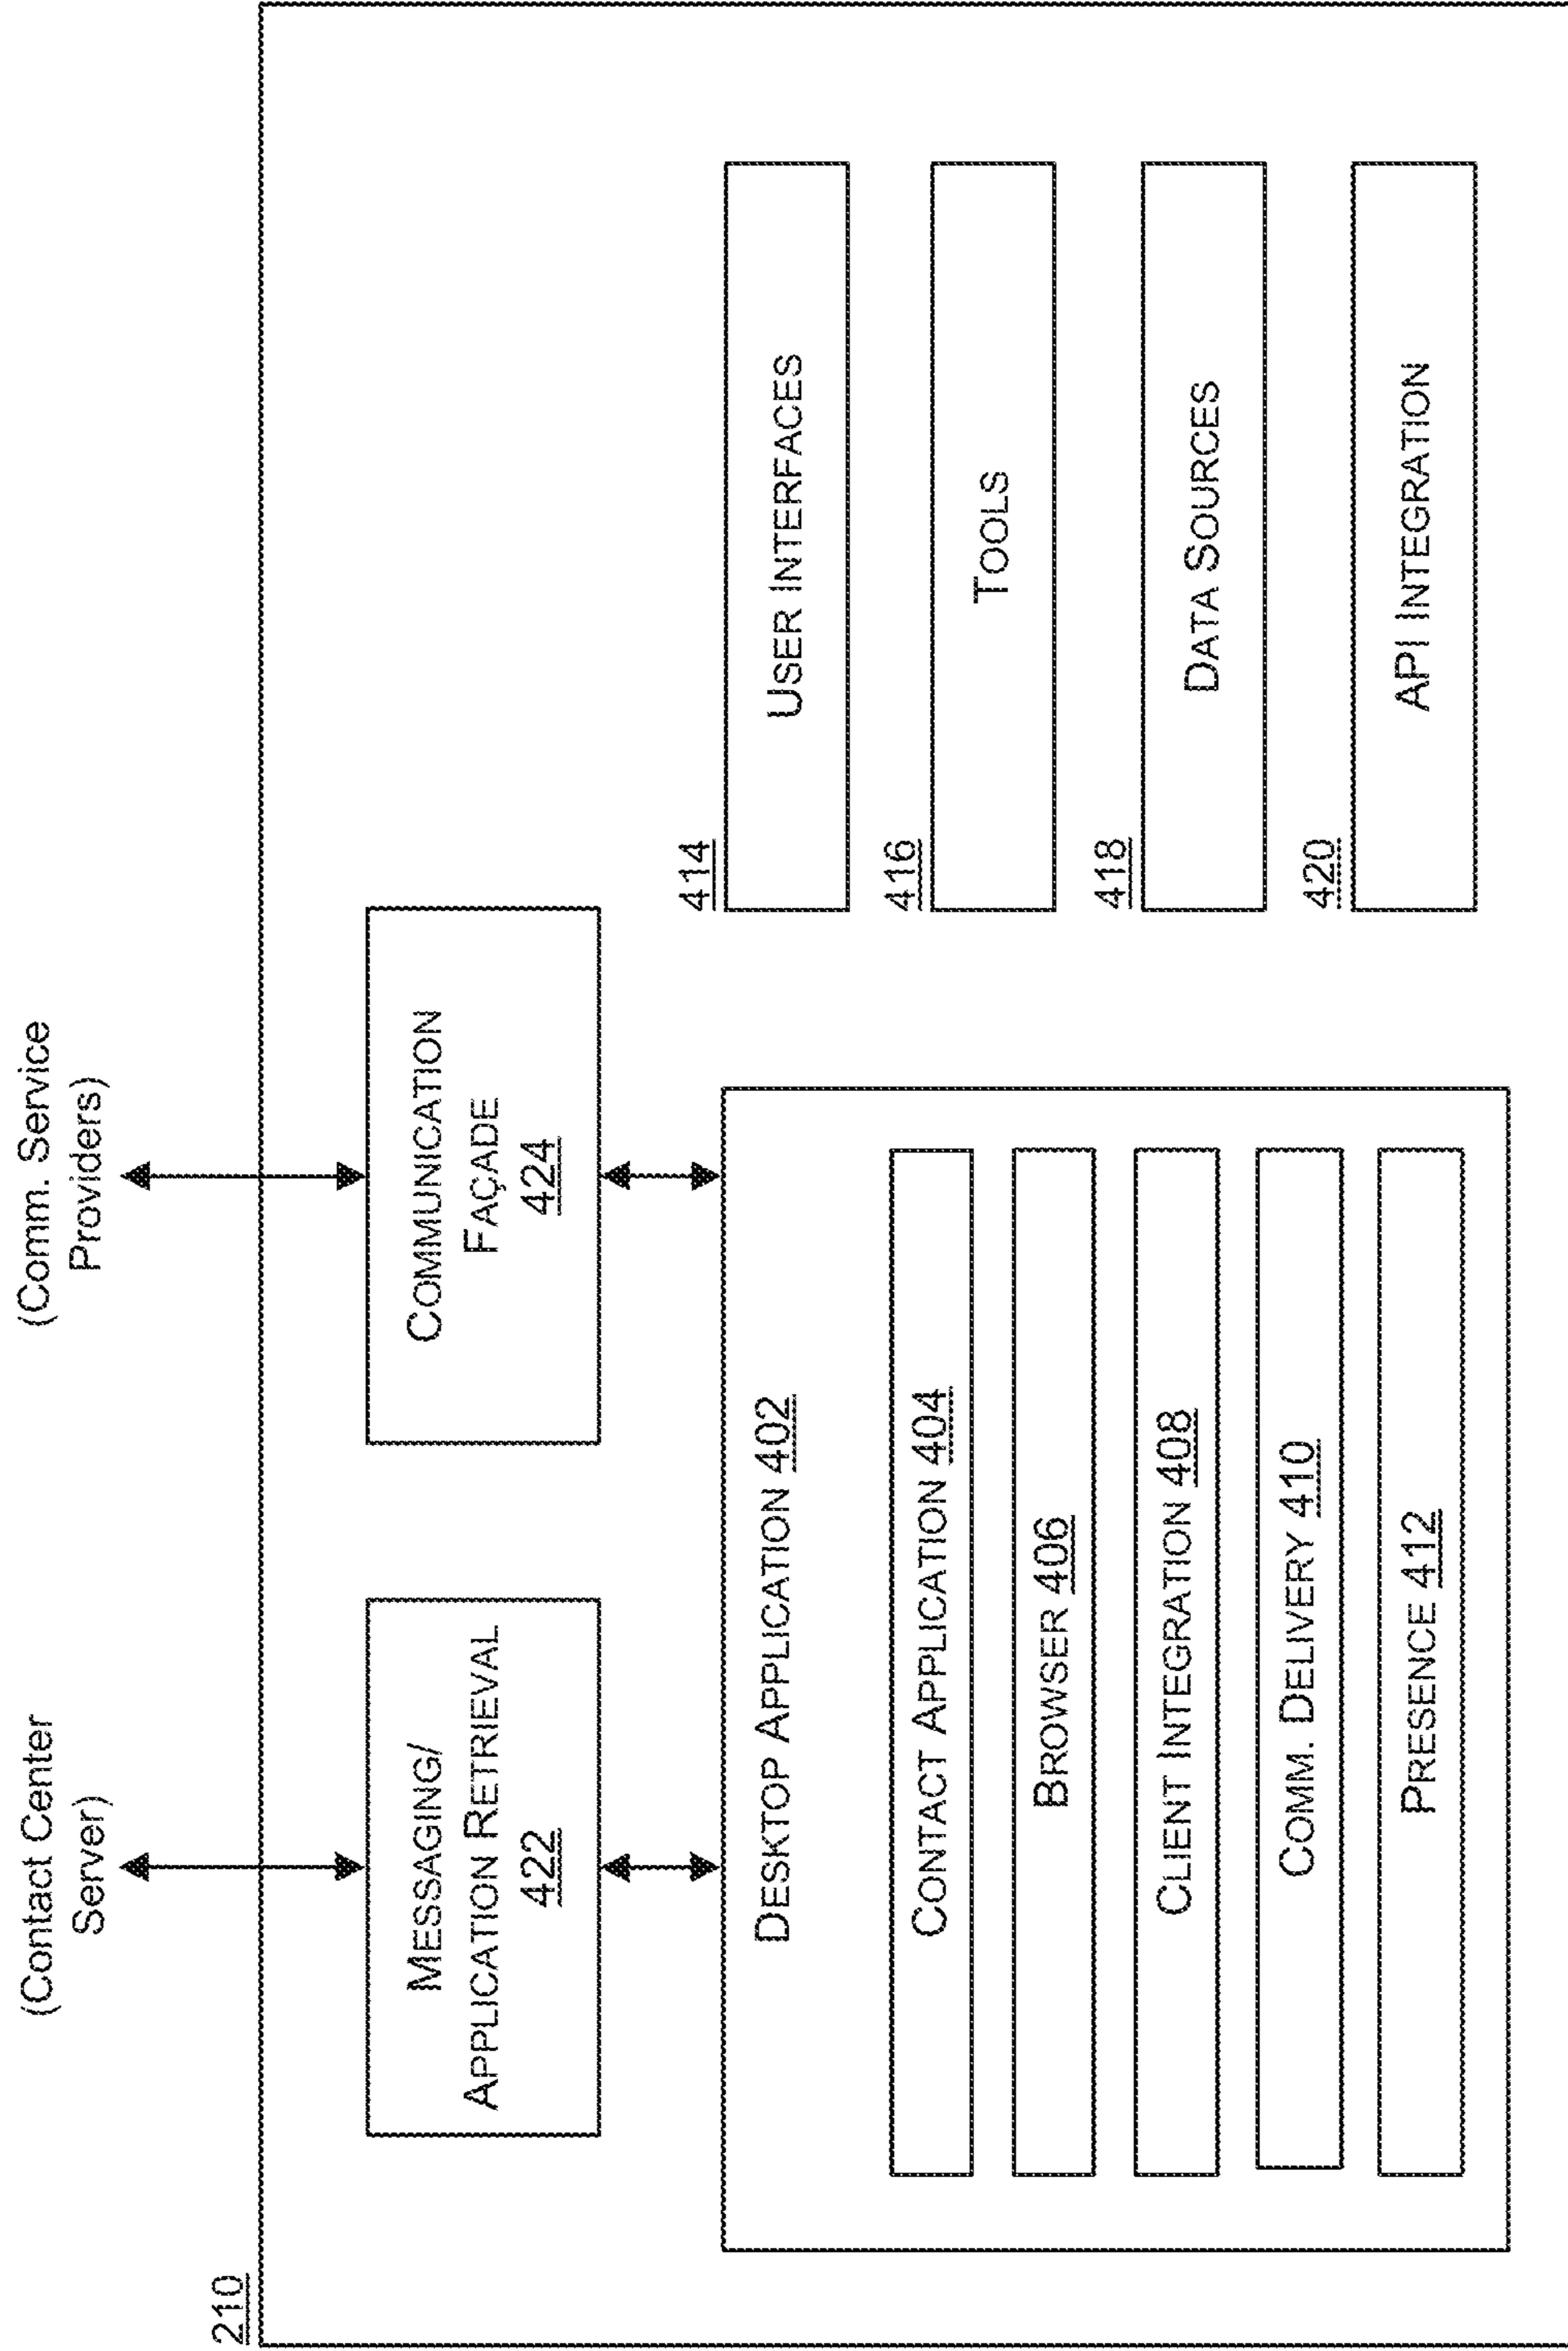 (Contact Center
Server)
(Comm. Service
Providers)
210
MESSAGING/
APPLICATION RETRIEVAL
422
COMMUNICATION
FAÇADE
424
DESKTOP APPLICATION 402
CONTACT APPLICATION 404
BROWSER 406
CLIENT INTEGRATION 408
COMM. DELIVERY 410
PRESENCE 412
414
USER INTERFACES
416
TOOLS
418
DATA SOURCES
420
API INTEGRATION